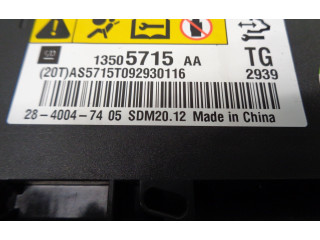 13505715 AA TG
(20T)AS5715T092930116 2939
28-4004-74 05 SDM20.12 Made in China